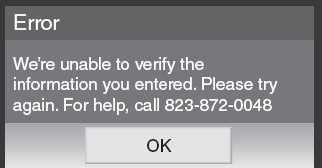 Error
We're unable to verify the
information you entered. Please try
again. For help, call 823-872-0048
OK